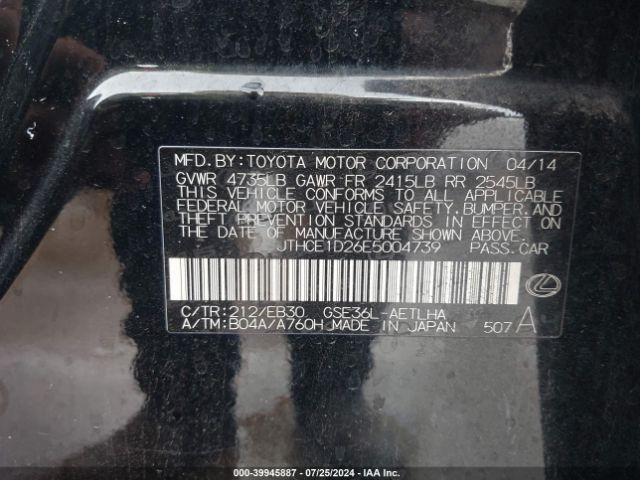 MFD.BY:TOYOTA MOTOR CORPORATION 04/14
GVWR 4735LB GAWR FR 2415LB RR 2545LB
THIS VEHICLE CONFORMS TO ALL APPLICABLE
FEDERAL MOTOR VEHICLE SAFETY, BUMPER, AND
THEFT PREVENTION STANDARDS IN EFFECT ON
THE DATE OF MANUFACTURE SHOWN ABOVE.
JTHCE1D26E5004739 PASS.CAR
C/TR:212/EB30 GSE36L-AETLHA
A/TM:B04A/A760H MADE IN JAPAN 507 A
000-39945887 / 07/25/2024 - IAA Inc.